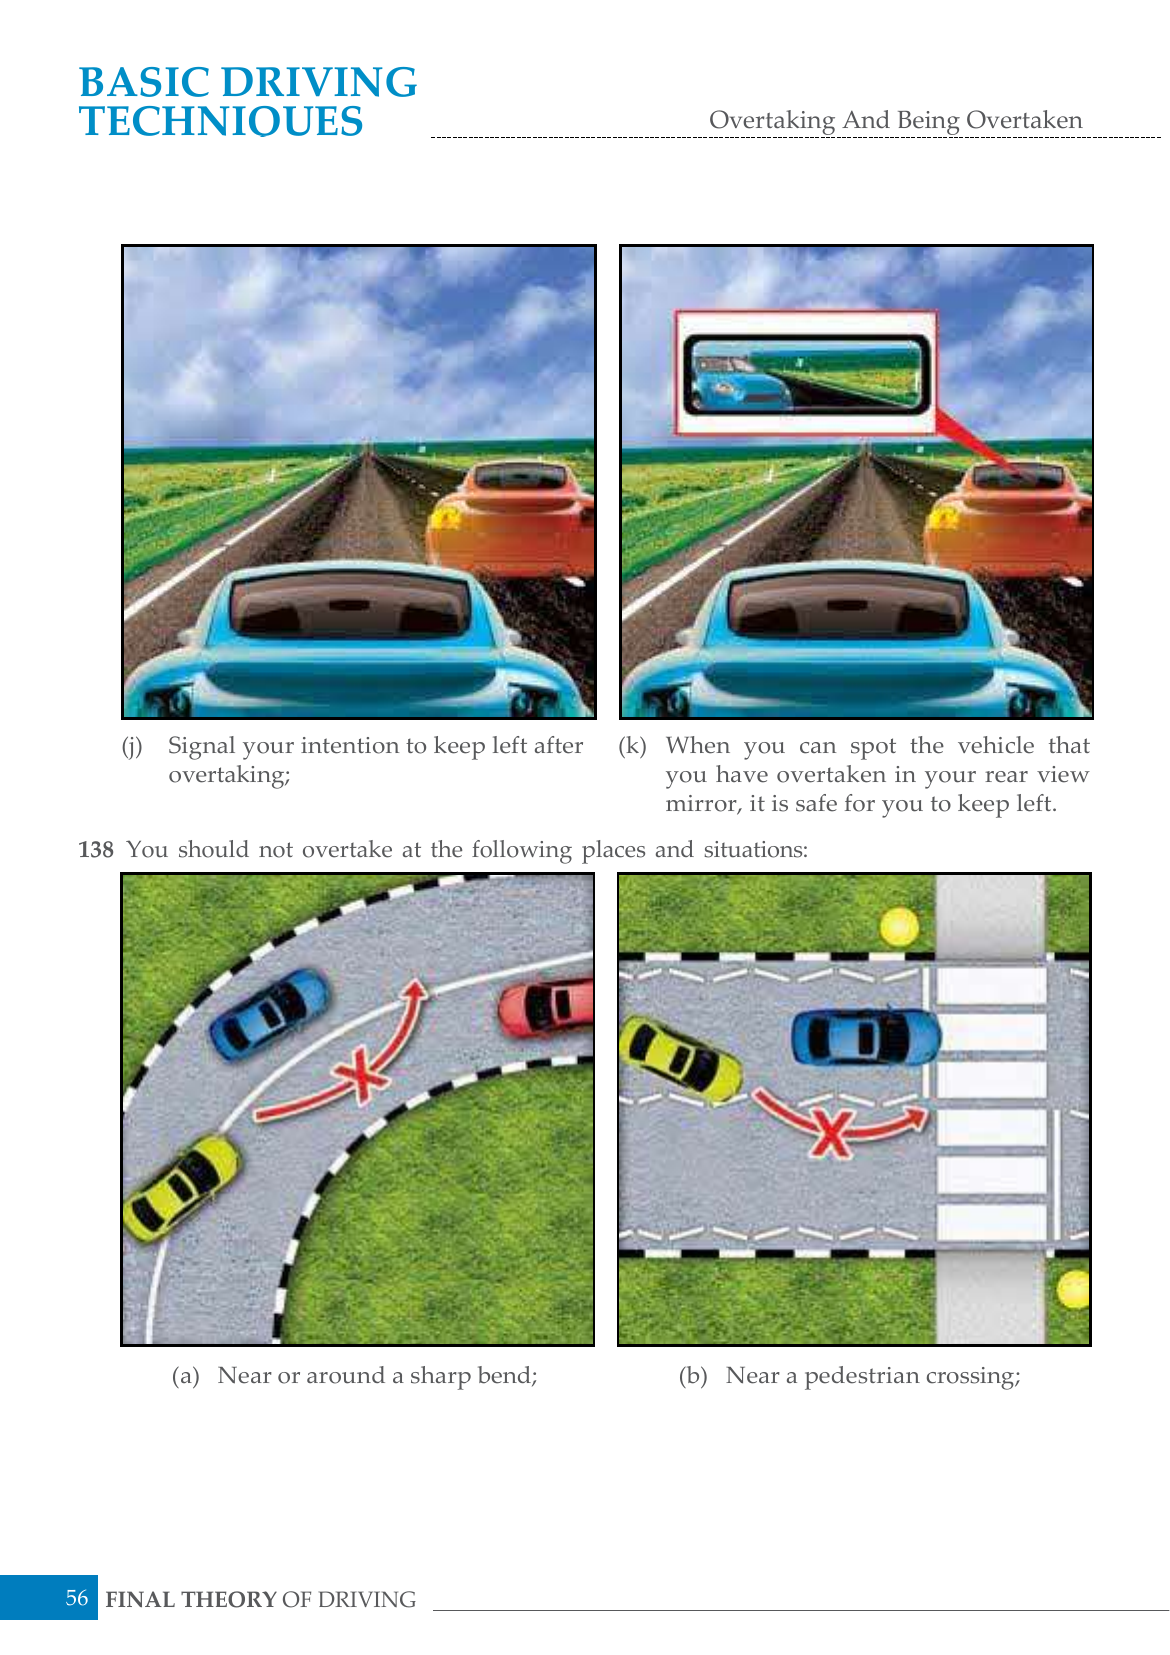 BASIC DRIVING
TECHNIQUES
Overtaking And Being Overtaken
(j) Signal your intention to keep left after
overtaking;
(k) When you can spot the vehicle that
you have overtaken in your rear view
mirror, it is safe for you to keep left.
138 You should not overtake at the following places and situations:
(a) Near or around a sharp bend;
(b) Near a pedestrian crossing;
56 FINAL THEORY OF DRIVING